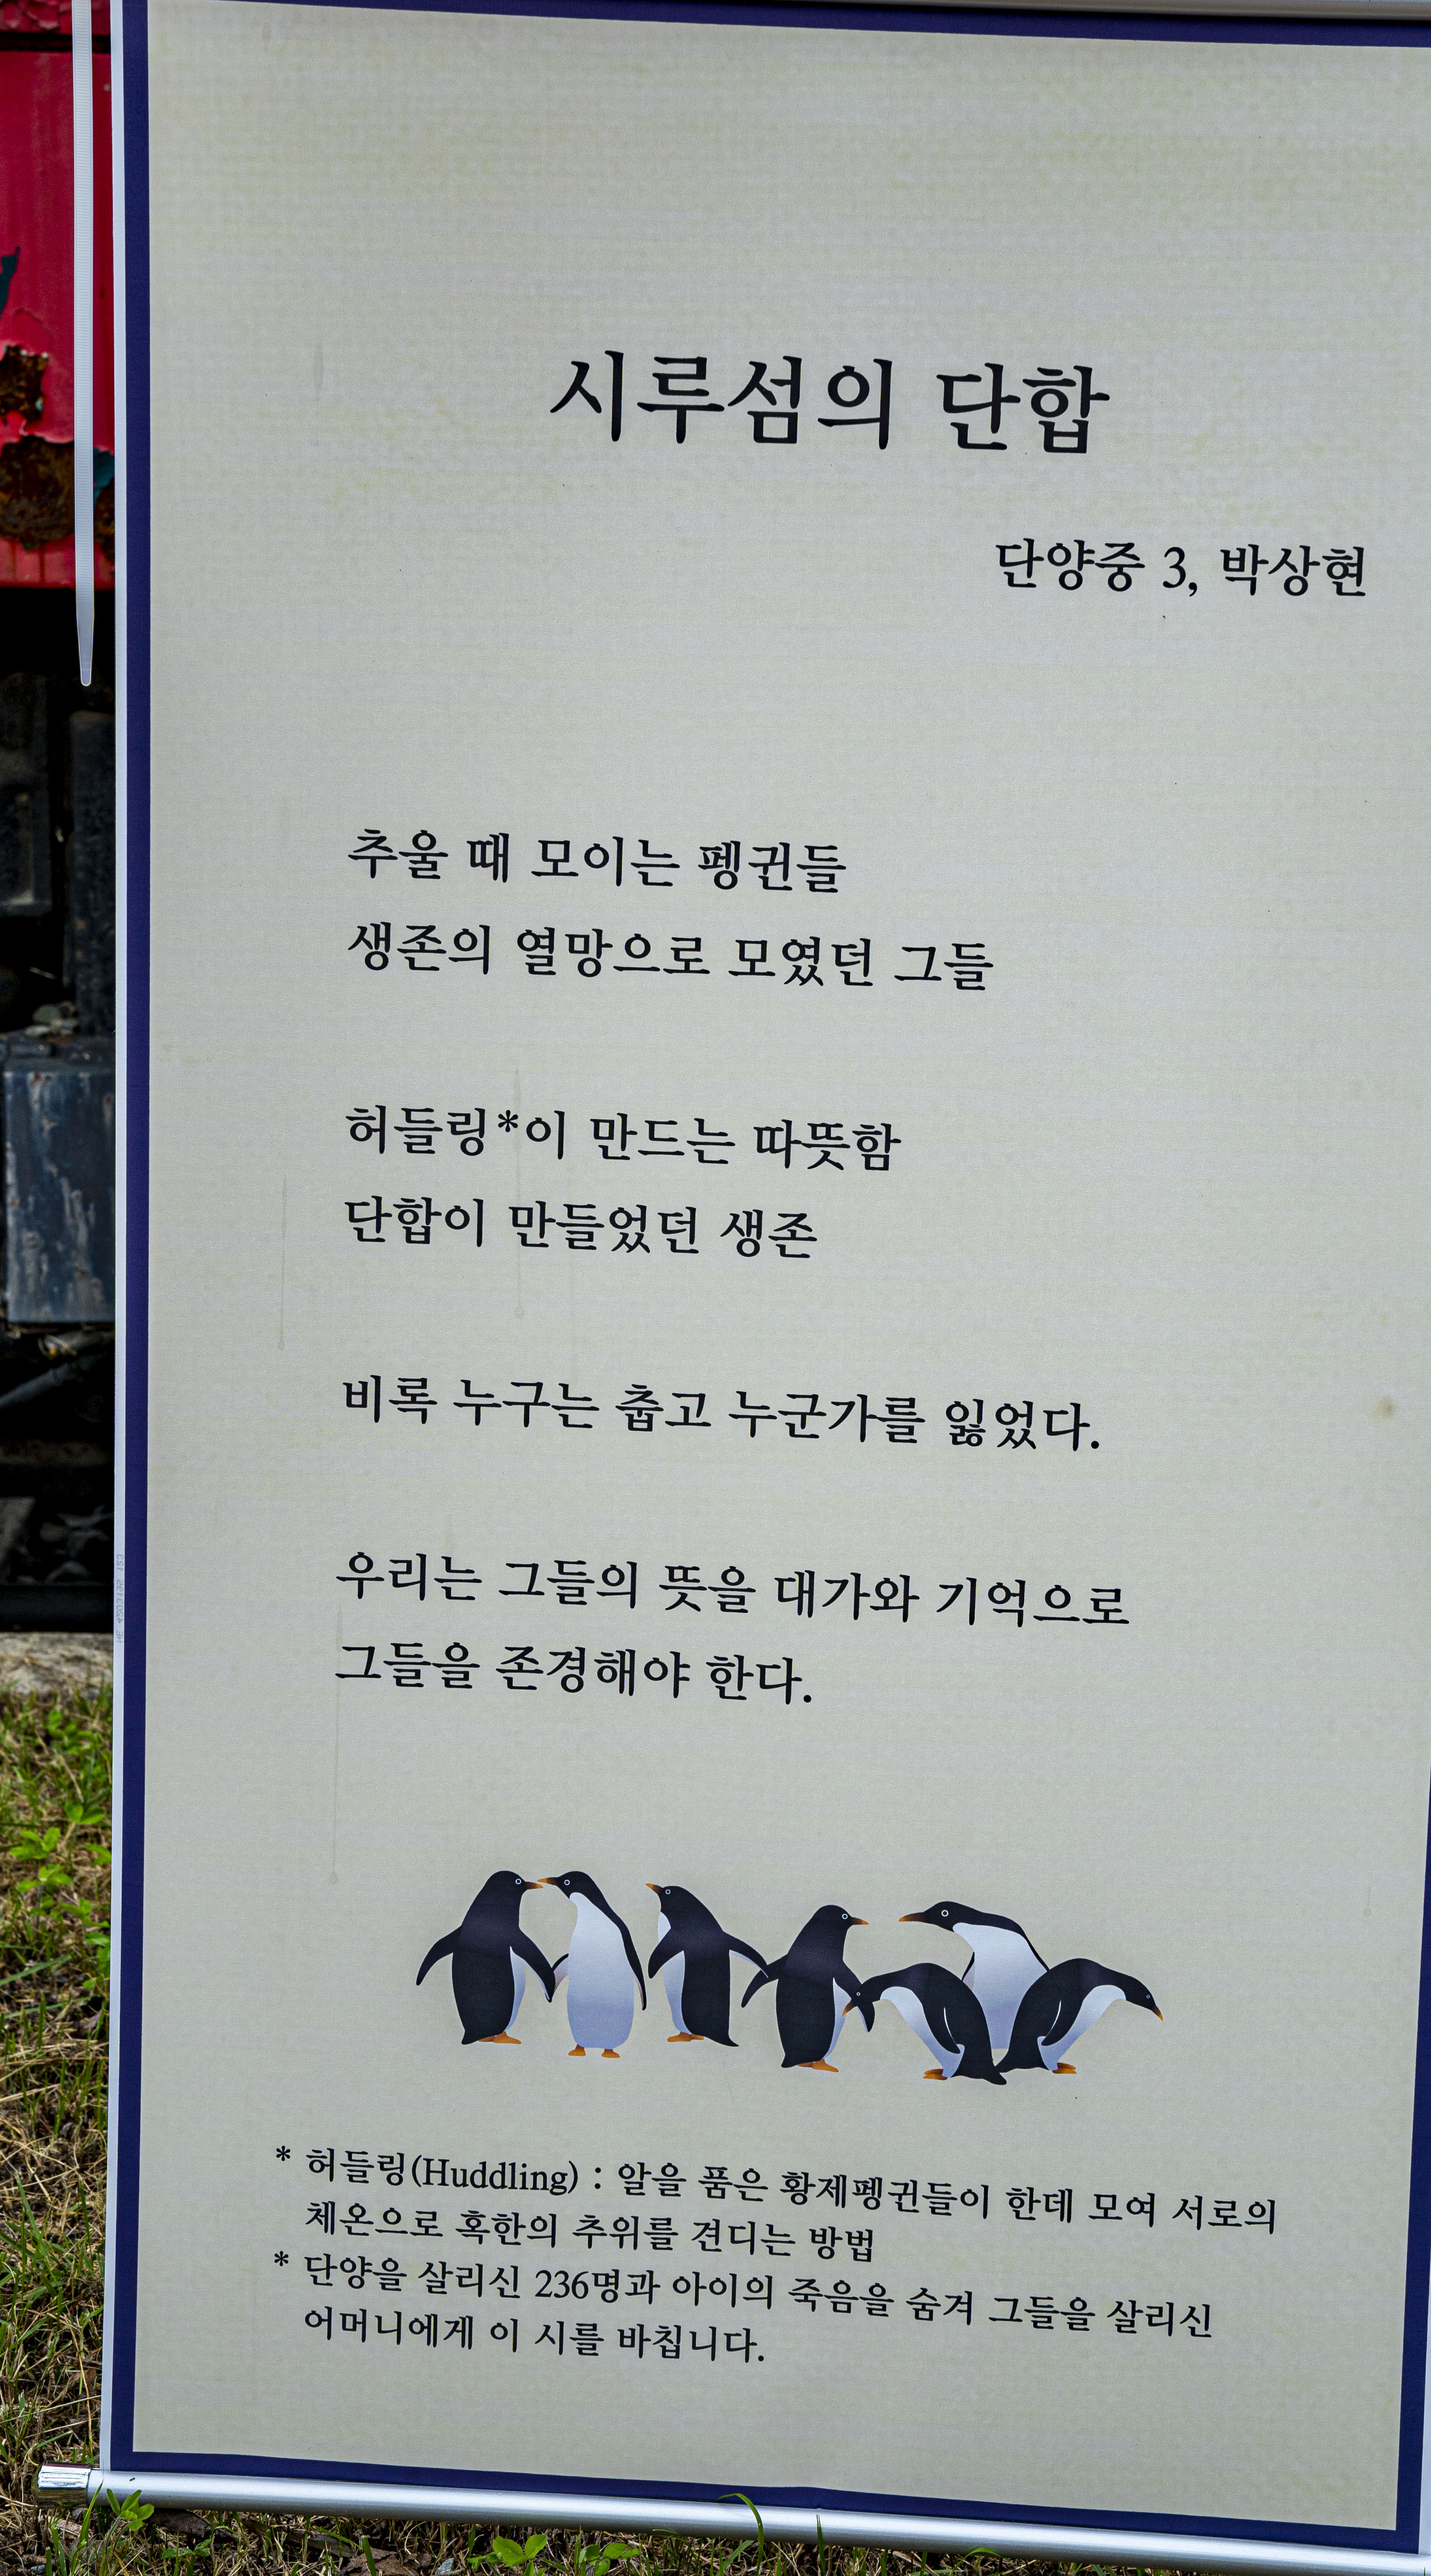 시루섬의 단합
단양중 3, 박상현
추울 때 모이는 펭귄들
생존의 열망으로 모였던 그들
허들링*이 만드는 따뜻함
단합이 만들었던 생존
비록 누구는 춥고 누군가를 잃었다.
우리는 그들의 뜻을 대가와 기억으로
그들을 존경해야 한다.
* 허들링(Huddling) : 알을 품은 황제펭귄들이 한데 모여 서로의
체온으로 혹한의 추위를 견디는 방법
* 단양을 살리신 236명과 아이의 죽음을 숨겨 그들을 살리신
어머니에게 이 시를 바칩니다.